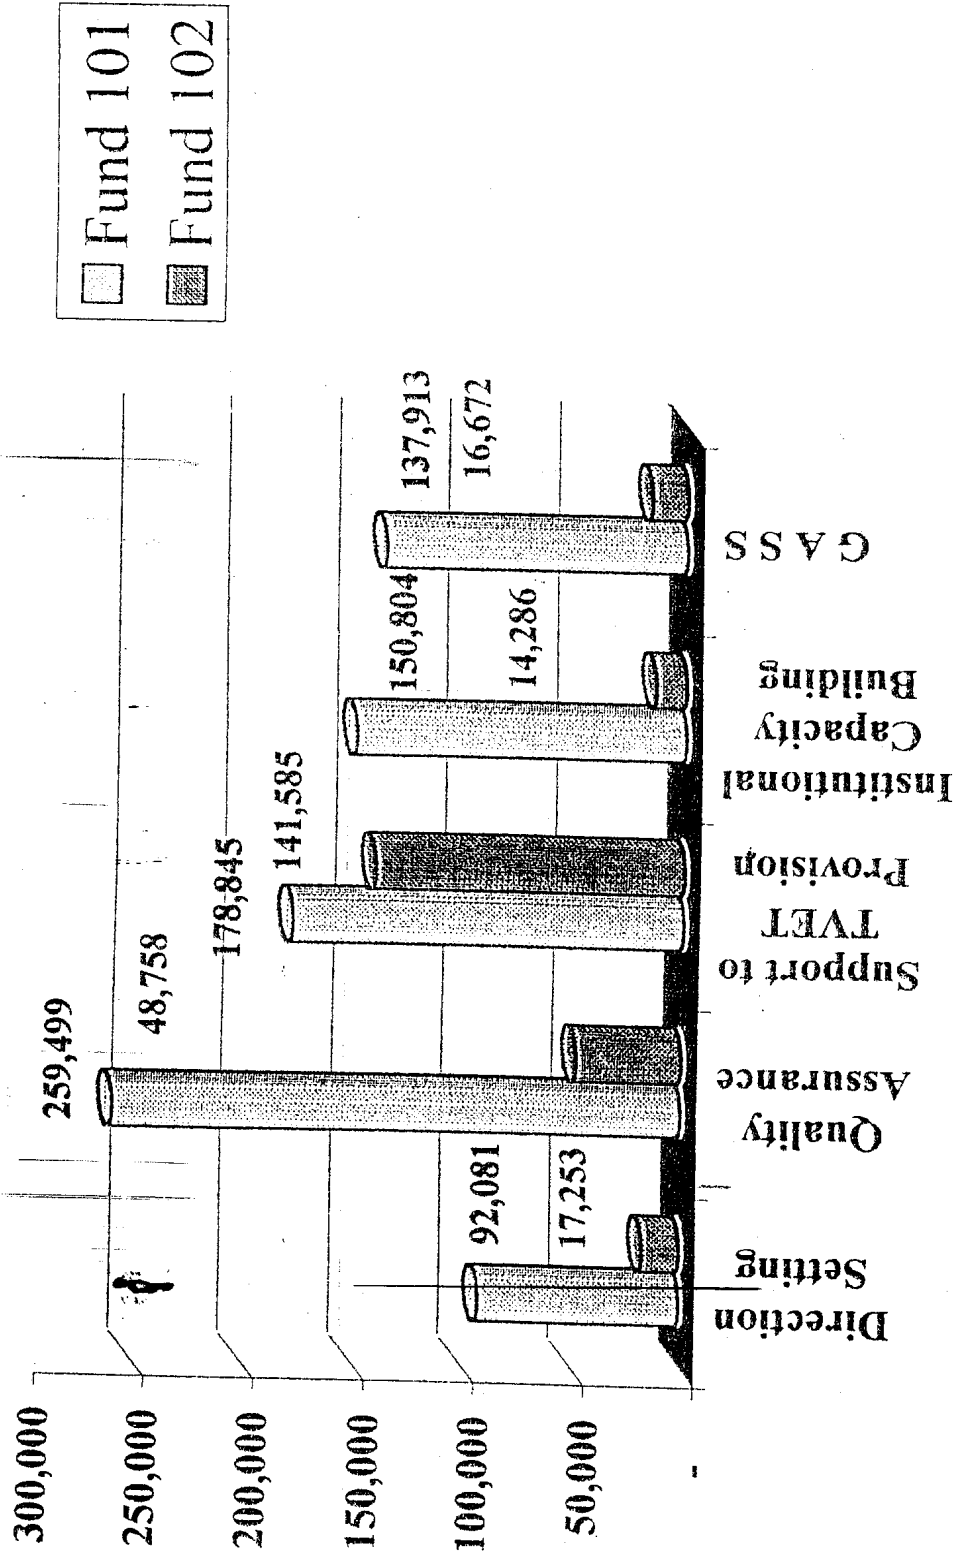 Fund 101
Fund 102
300,000
250,000
200,000
150,000
100,000
50,000
-
92,081
17,253
259,499
48,758
178,845
141,585
150,804
14,286
137,913
16,672
Direction
Setting
Quality
Assurance
Support to
TVET
Provision
Institutional
Capacity
Building
G A S S